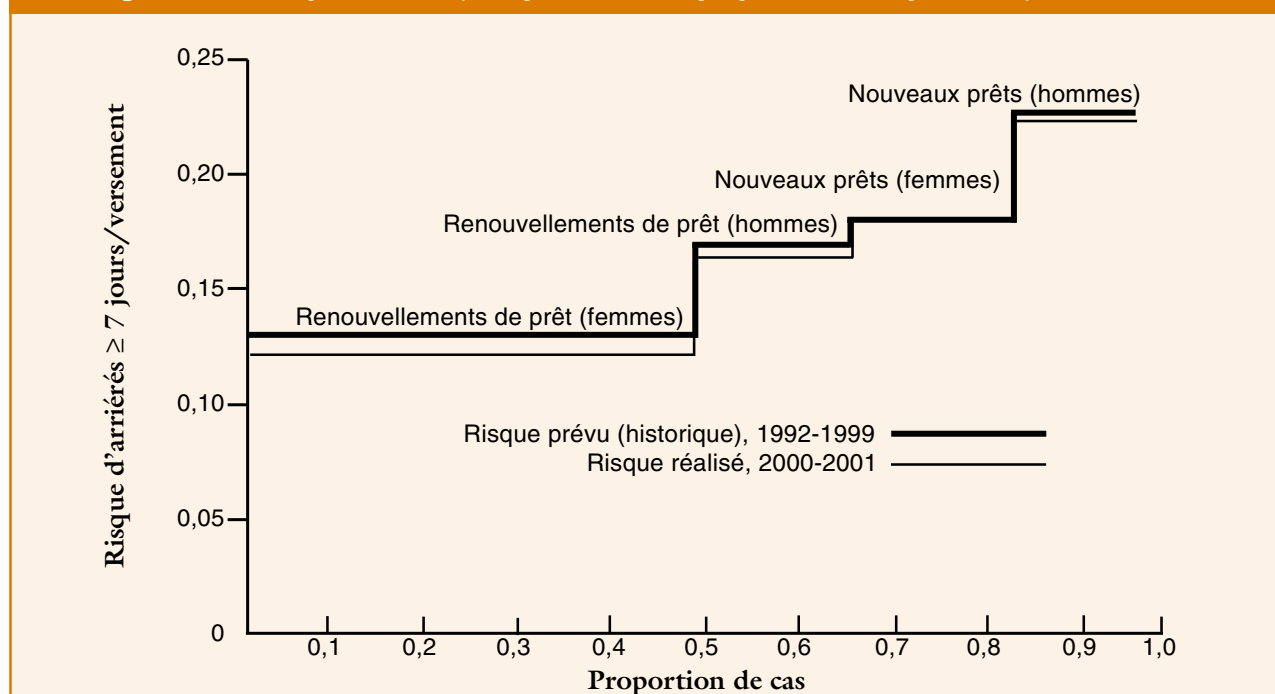 0,25
Nouveaux prêts (hommes)
0,20
Nouveaux prêts (femmes)
Renouvellements de prêt (hommes)
0,15
Renouvellements de prêt (femmes)
0,10
Risque prévu (historique), 1992-1999
Risque réalisé, 2000-2001
0,05
0
0,1 0,2 0,3 0,4 0,5 0,6 0,7 0,8 0,9 1,0
Proportion de cas
Risque d'arriérés ≥ 7 jours/versement